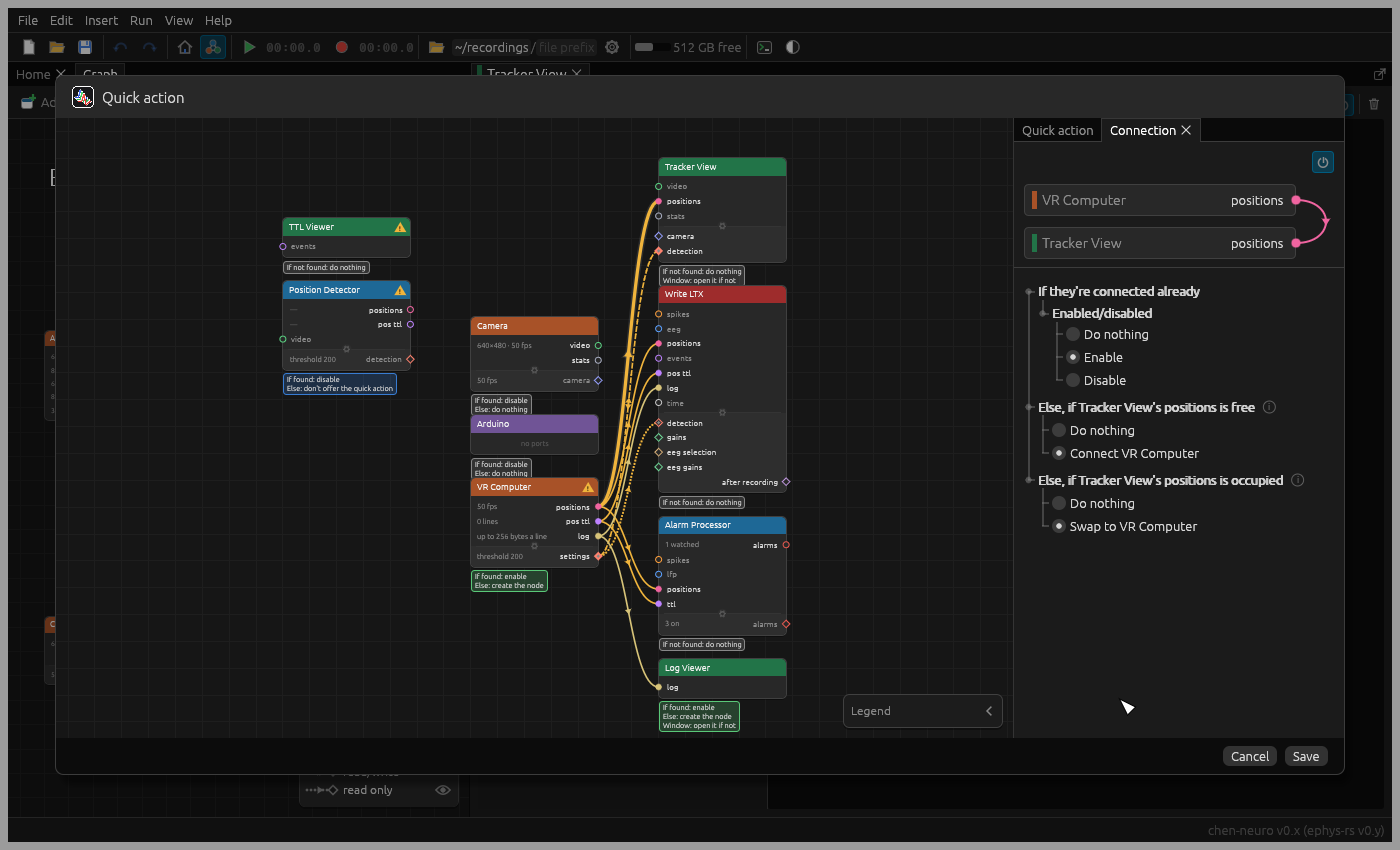 File Edit Insert Run View Help
00:00.0 00:00.0 ~/recordings/ file prefix 512 GB free
Home Graph Tracker View
Quick action
Quick action Connection
VR Computer positions
Tracker View positions
If they're connected already
Enabled/disabled
Do nothing
Enable
Disable
Else, if Tracker View's positions is free
Do nothing
Connect VR Computer
Else, if Tracker View's positions is occupied
Do nothing
Swap to VR Computer
TTL Viewer
events
If not found: do nothing
Position Detector
positions
pos ttl
video
threshold 200 detection
If found: disable
Else: don't offer the quick action
Camera
640×480 · 50 fps video
stats
50 fps camera
If found: disable
Else: do nothing
Arduino
no ports
If found: disable
Else: do nothing
VR Computer
50 fps positions
0 lines pos ttl
up to 256 bytes a line log
threshold 200 settings
If found: enable
Else: create the node
Tracker View
video
positions
stats
camera
detection
If not found: do nothing
Window: open it if not
Write LTX
spikes
eeg
positions
events
pos ttl
log
time
detection
gains
eeg selection
eeg gains
after recording
If not found: do nothing
Alarm Processor
1 watched alarms
spikes
lfp
positions
ttl
3 on alarms
If not found: do nothing
Log Viewer
log
If found: enable
Else: create the node
Window: open it if not
Legend
Cancel Save
read only
chen-neuro v0.x (ephys-rs v0.y)